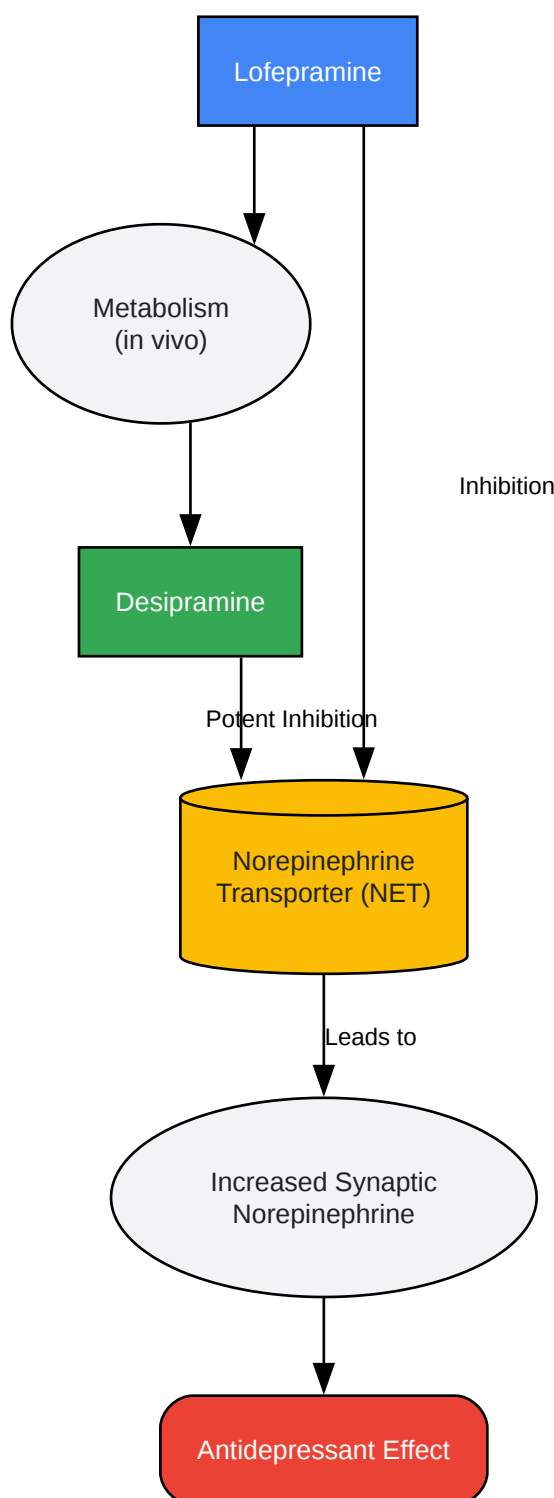 Lofepramine
Metabolism
(in vivo)
Inhibition
Desipramine
Potent Inhibition
Norepinephrine
Transporter (NET)
Leads to
Increased Synaptic
Norepinephrine
Antidepressant Effect